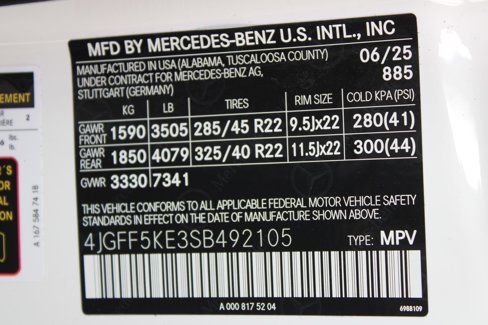 MFD BY MERCEDES-BENZ U.S. INTL., INC
MANUFACTURED IN USA (ALABAMA, TUSCALOOSA COUNTY) 06/25
UNDER CONTRACT FOR MERCEDES-BENZ AG, 885
STUTTGART (GERMANY)
KG LB TIRES RIM SIZE COLD KPA (PSI)
GAWR FRONT 1590 3505 285/45 R22 9.5Jx22 280(41)
GAWR REAR 1850 4079 325/40 R22 11.5Jx22 300(44)
GVWR 3330 7341
THIS VEHICLE CONFORMS TO ALL APPLICABLE FEDERAL MOTOR VEHICLE SAFETY
STANDARDS IN EFFECT ON THE DATE OF MANUFACTURE SHOWN ABOVE.
4JGFF5KE3SB492105 TYPE: MPV
A 000 817 52 04
6988109
EMENT
2
lbs.
lb.
A 167 584 74 18